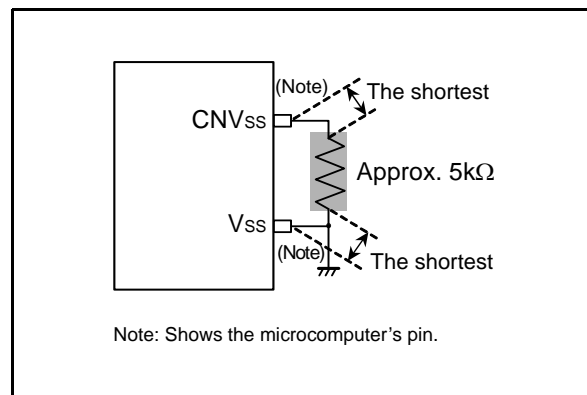 (Note)
The shortest
CNVSS
Approx. 5kΩ
VSS
(Note)
The shortest
Note: Shows the microcomputer's pin.